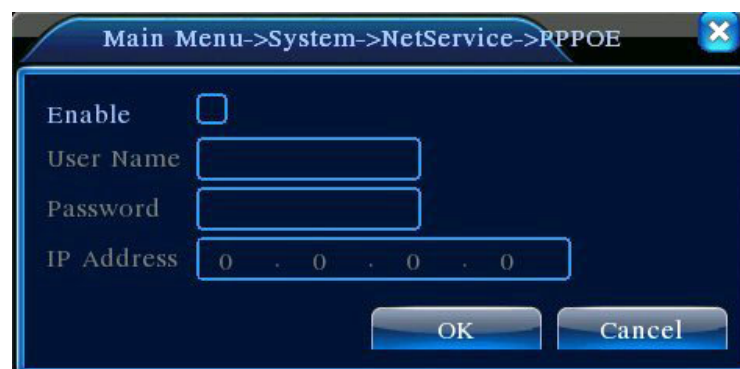 Main Menu->System->NetService->PPPOE
Enable
User Name
Password
IP Address 0 . 0 . 0 . 0
OK Cancel